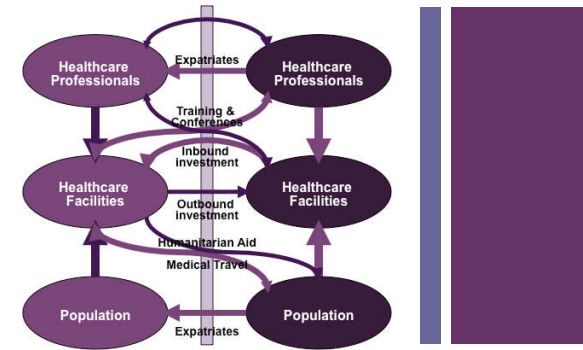 Expatriates
Healthcare
Professionals
Healthcare
Professionals
Training &
Conferences
Inbound
investment
Healthcare
Facilities
Healthcare
Facilities
Outbound
investment
Humanitarian Aid
Medical Travel
Population
Population
Expatriates